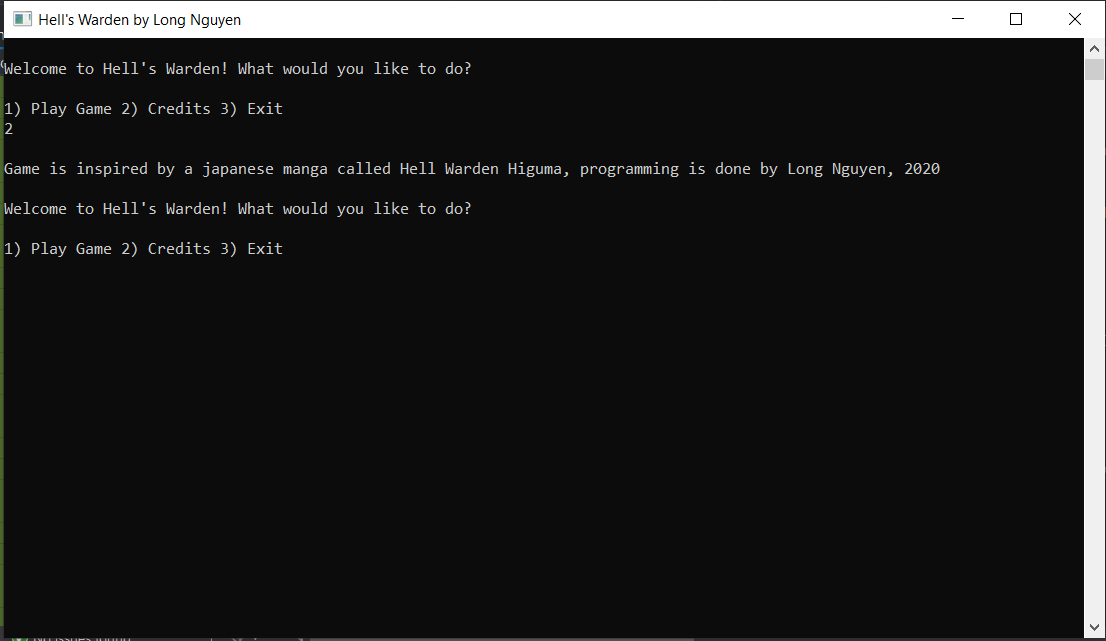 Hell's Warden by Long Nguyen
Welcome to Hell's Warden! What would you like to do?
1) Play Game 2) Credits 3) Exit
2
Game is inspired by a japanese manga called Hell Warden Higuma, programming is done by Long Nguyen, 2020
Welcome to Hell's Warden! What would you like to do?
1) Play Game 2) Credits 3) Exit